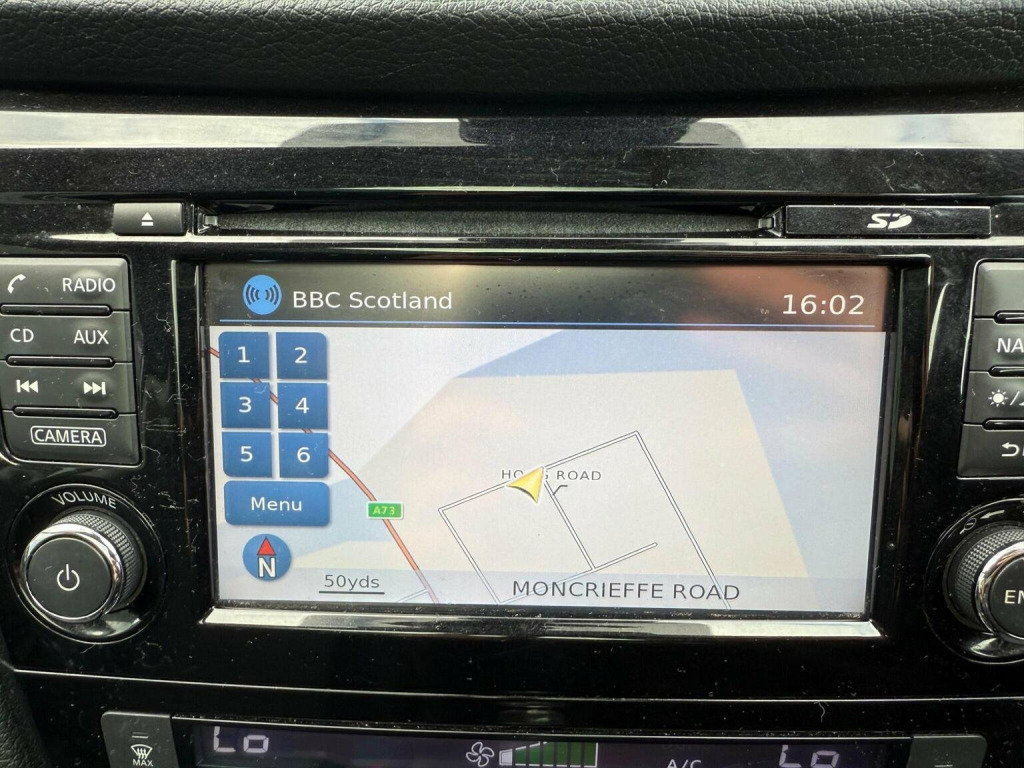 SD
RADIO
CD AUX
CAMERA
VOLUME
BBC Scotland
16:02
1 2
3 4
5 6
Menu
N
50yds
A73
ROAD
MONCRIEFFE ROAD
MAX
Lo
A/C
Lo